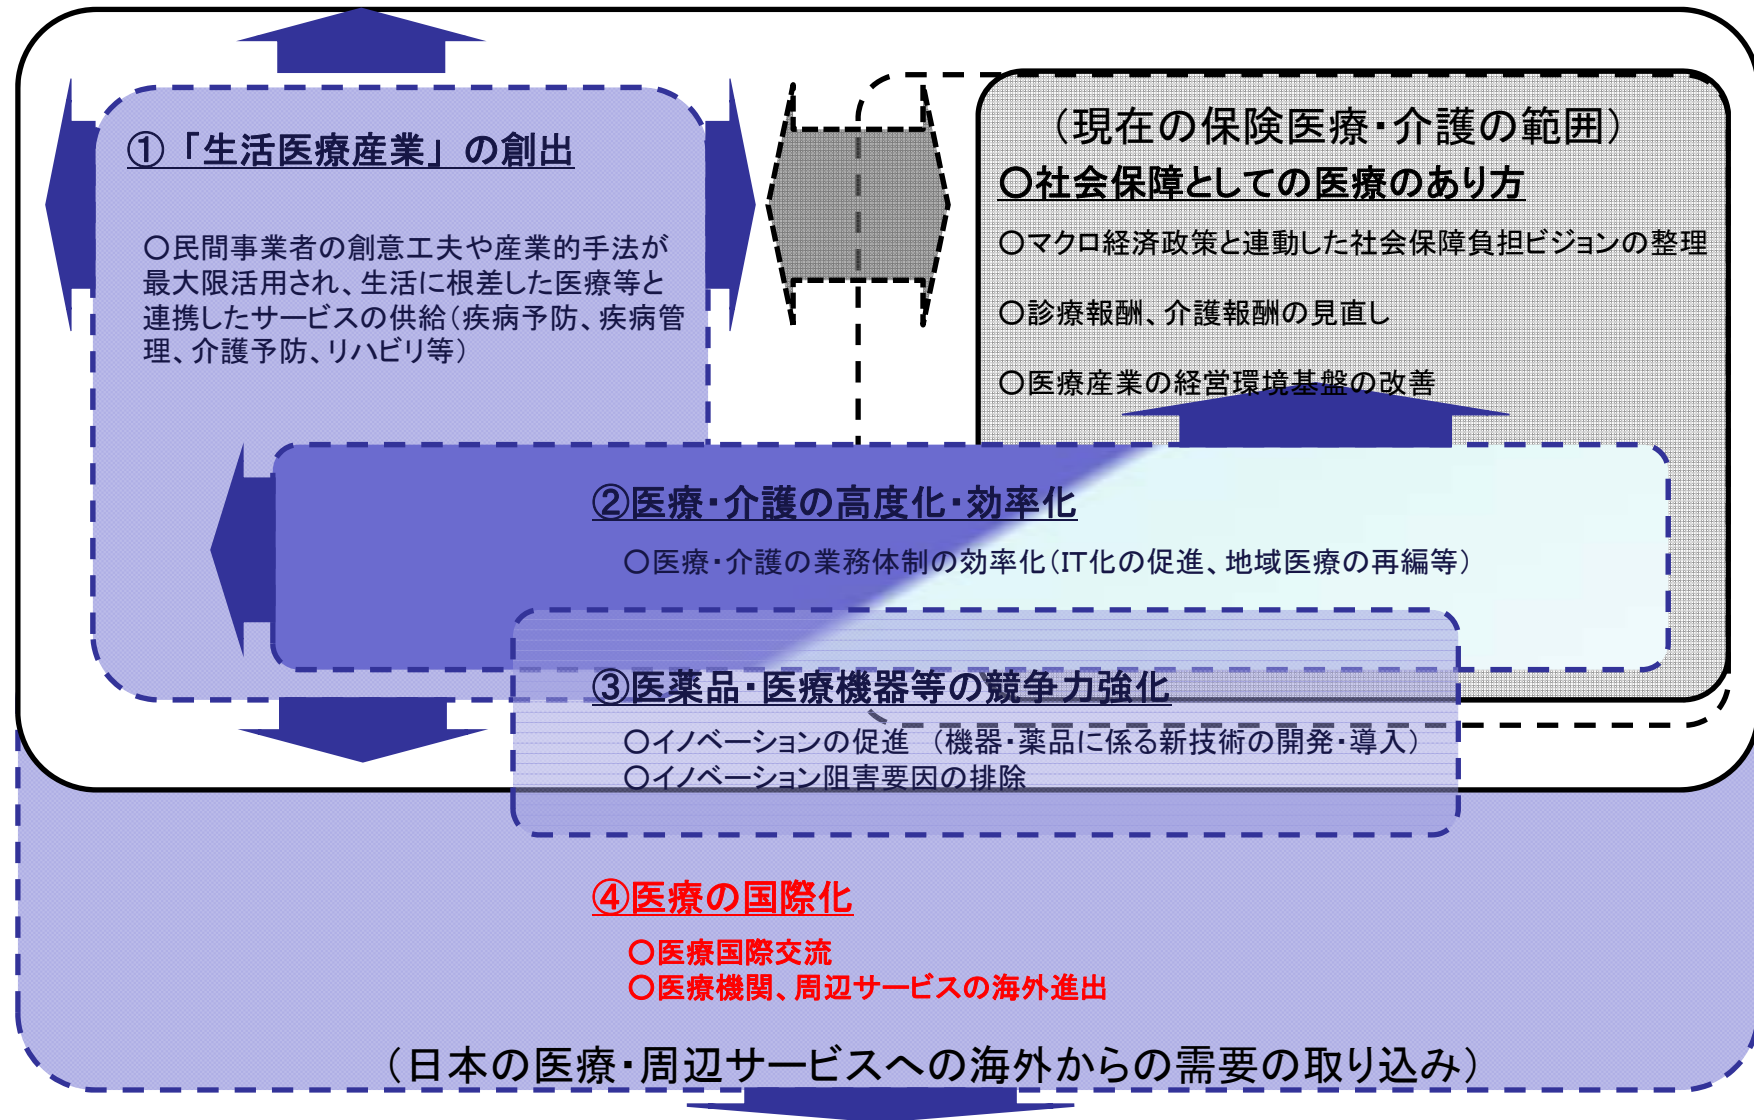 ①「生活医療産業」の創出
○民間事業者の創意工夫や産業的手法が
最大限活用され、生活に根差した医療等と
連携したサービスの供給（疾病予防、疾病管
理、介護予防、リハビリ等）
（現在の保険医療・介護の範囲）
○社会保障としての医療のあり方
○マクロ経済政策と連動した社会保障負担ビジョンの整理
○診療報酬、介護報酬の見直し
○医療産業の経営環境基盤の改善
②医療・介護の高度化・効率化
○医療・介護の業務体制の効率化（IT化の促進、地域医療の再編等）
③医薬品・医療機器等の競争力強化
○イノベーションの促進　（機器・薬品に係る新技術の開発・導入）
○イノベーション阻害要因の排除
④医療の国際化
○医療国際交流
○医療機関、周辺サービスの海外進出
（日本の医療・周辺サービスへの海外からの需要の取り込み）